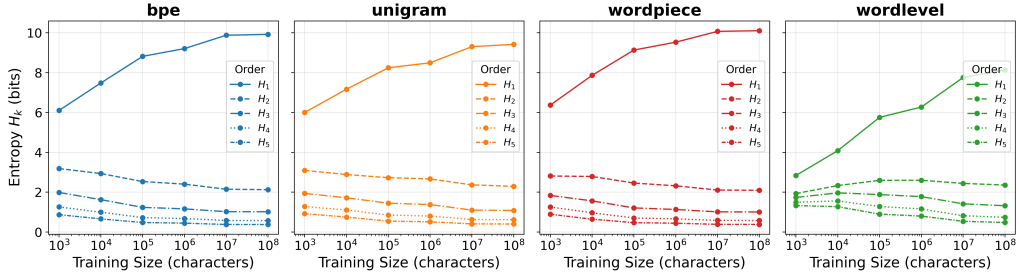 bpe
unigram
wordpiece
wordlevel
Entropy H_k (bits)
10
8
6
4
2
0
Order
H_1
H_2
H_3
H_4
H_5
Order
H_1
H_2
H_3
H_4
H_5
Order
H_1
H_2
H_3
H_4
H_5
Order
H_1
H_2
H_3
H_4
H_5
10^3 10^4 10^5 10^6 10^7 10^8
10^3 10^4 10^5 10^6 10^7 10^8
10^3 10^4 10^5 10^6 10^7 10^8
10^3 10^4 10^5 10^6 10^7 10^8
Training Size (characters)
Training Size (characters)
Training Size (characters)
Training Size (characters)